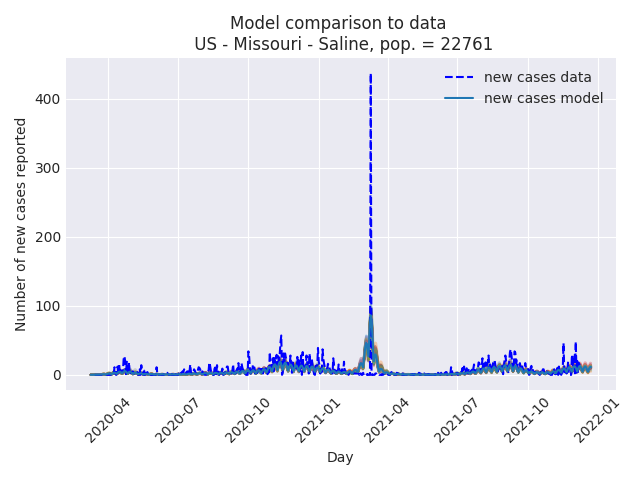 Model comparison to data
US - Missouri - Saline, pop. = 22761
new cases data
new cases model
Number of new cases reported
400
300
200
100
0
2020-04
2020-07
2020-10
2021-01
2021-04
2021-07
2021-10
2022-01
Day